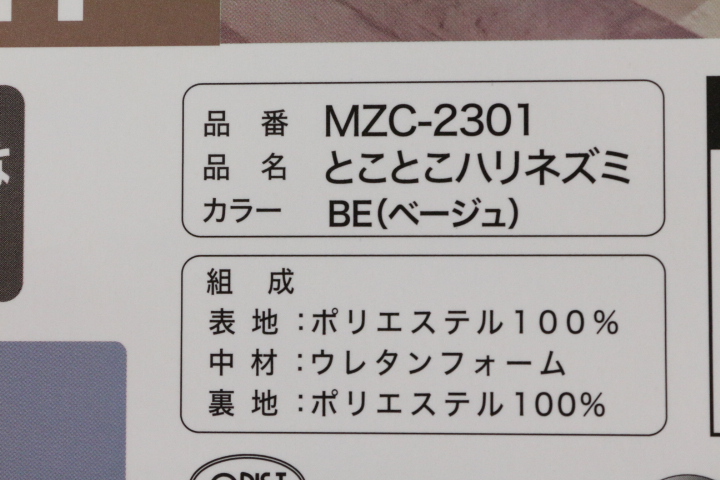 品 番 MZC-2301
品 名 とことこハリネズミ
カラー BE(ベージュ)
組 成
表 地 :ポリエステル100%
中 材 :ウレタンフォーム
裏 地 :ポリエステル100%